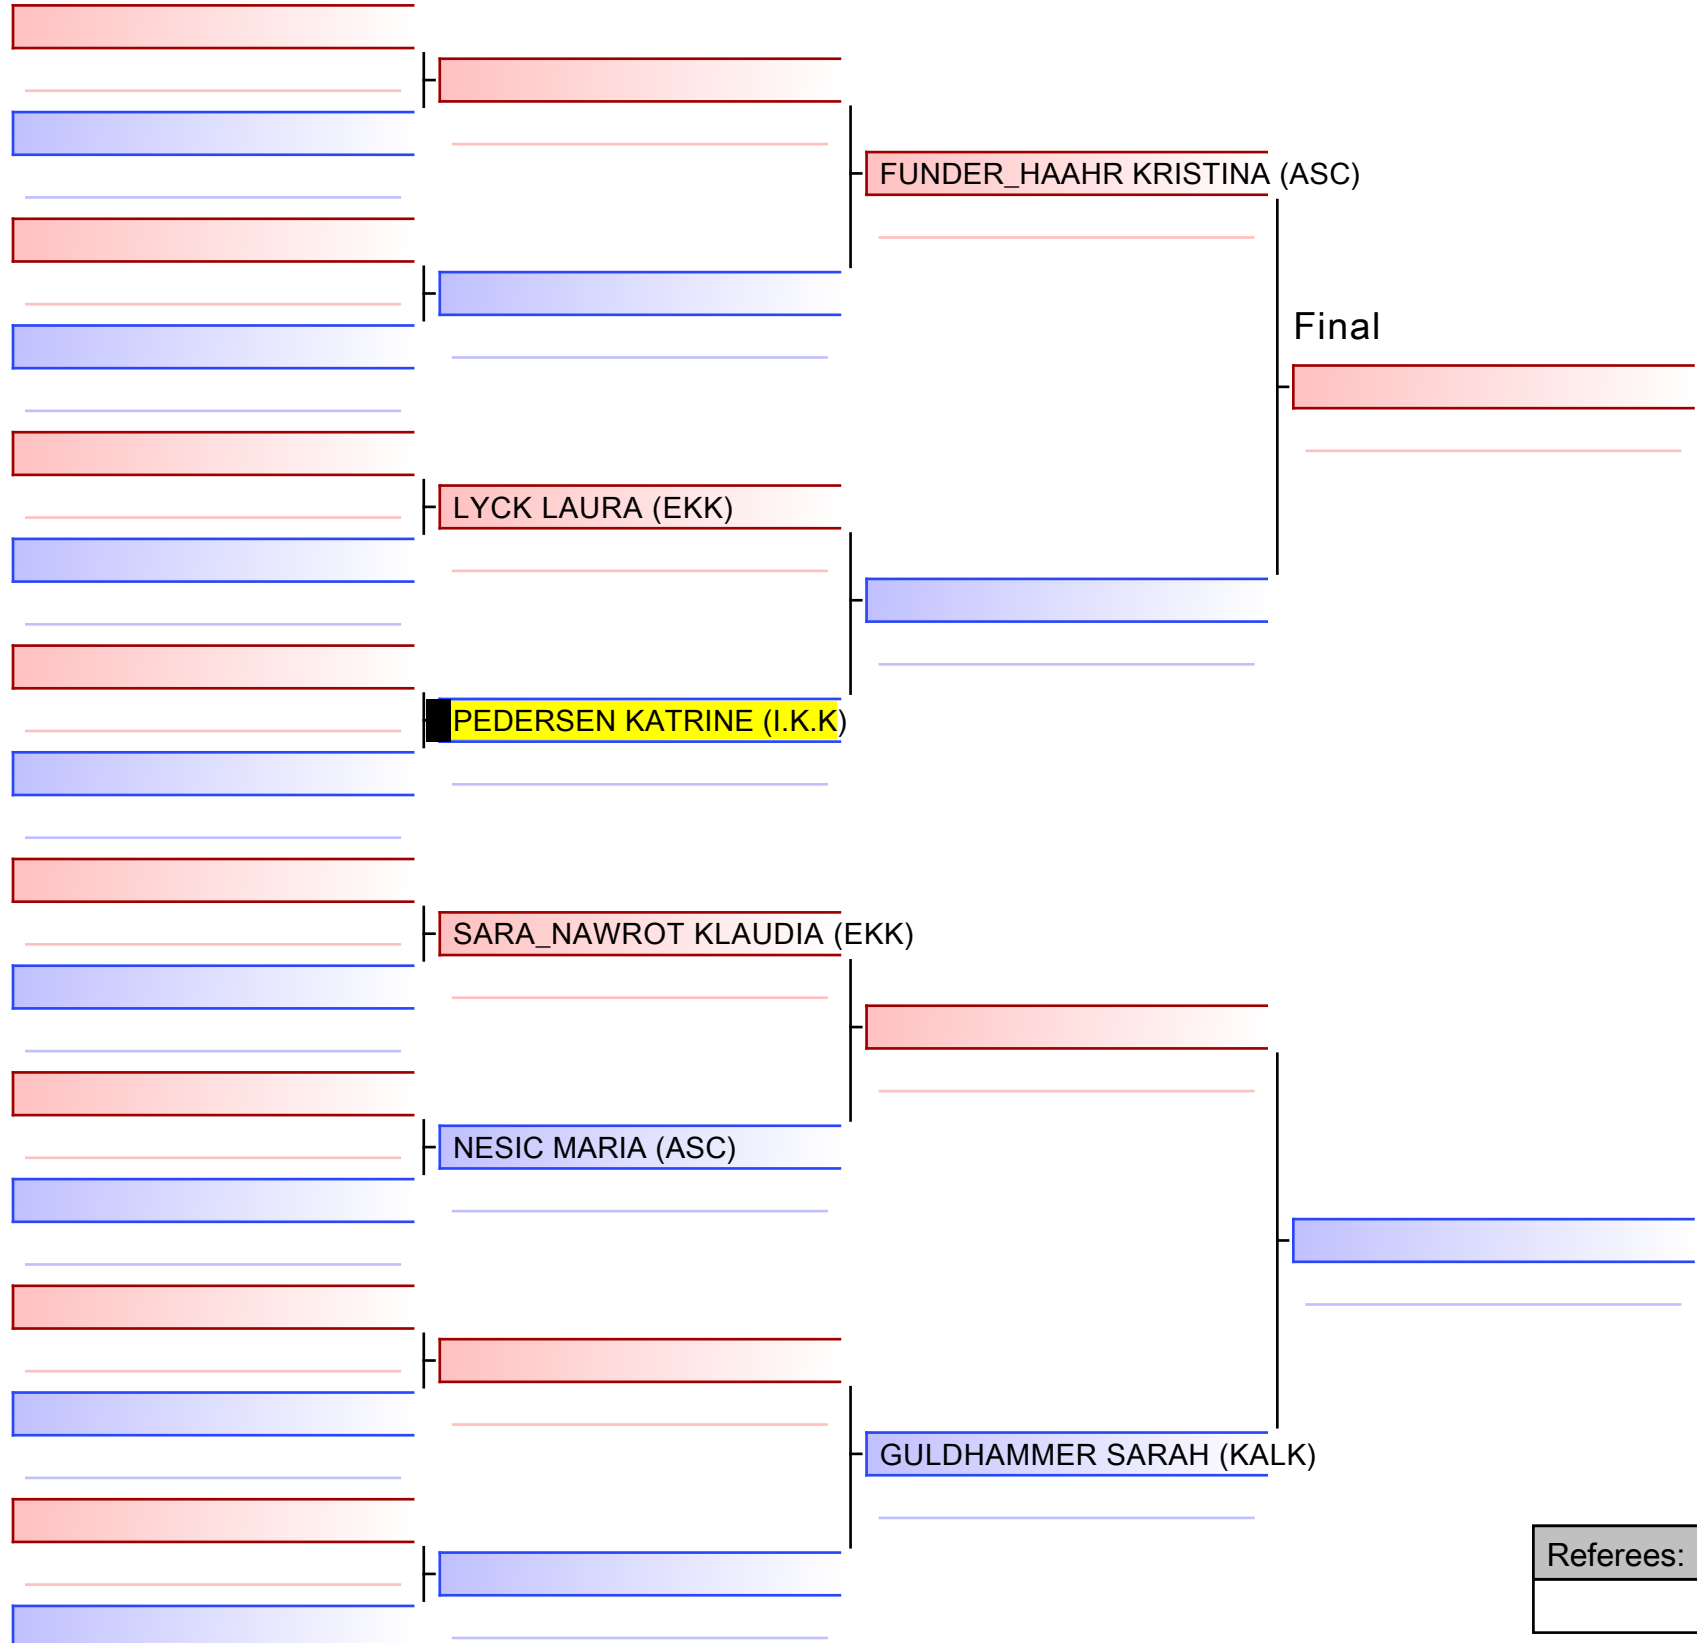 FUNDER_HAAHR KRISTINA (ASC)
Final
LYCK LAURA (EKK)
PEDERSEN KATRINE (I.K.K)
SARA_NAWROT KLAUDIA (EKK)
NESIC MARIA (ASC)
GULDHAMMER SARAH (KALK)
Referees: